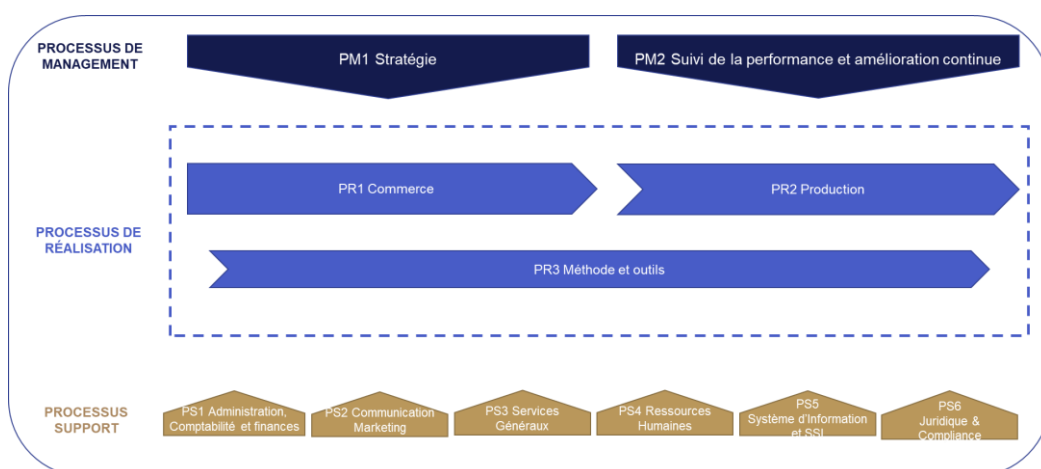 PROCESSUS DE
MANAGEMENT
PM1 Stratégie
PM2 Suivi de la performance et amélioration continue
PROCESSUS DE
RÉALISATION
PR1 Commerce
PR2 Production
PR3 Méthode et outils
PROCESSUS
SUPPORT
PS1 Administration,
Comptabilité et finances
PS2 Communication
Marketing
PS3 Services
Généraux
PS4 Ressources
Humaines
PS5
Système d'Information
et SSI
PS6
Juridique &
Compliance